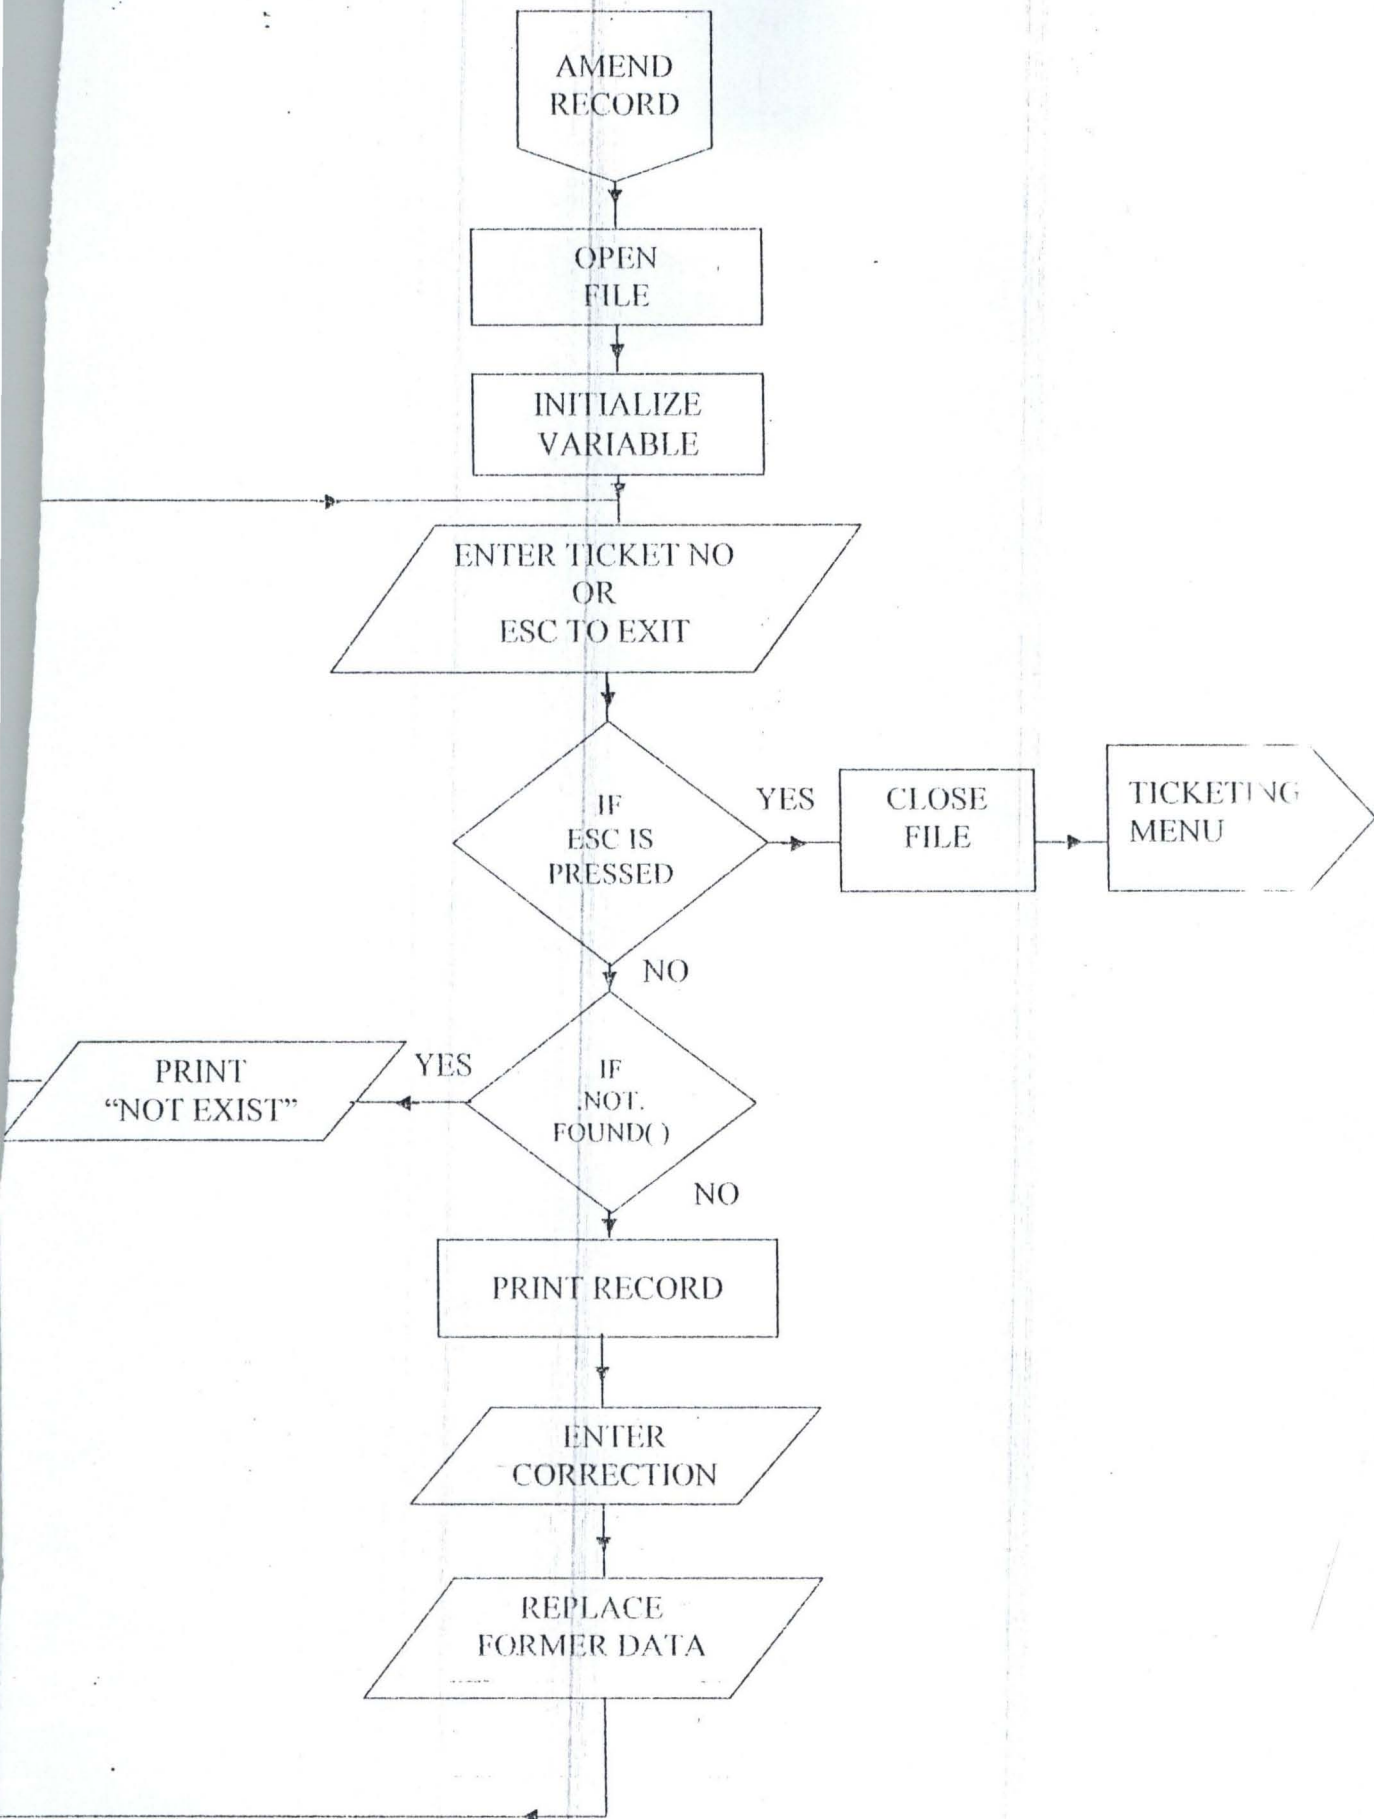 AMEND
RECORD
OPEN
FILE
INITIALIZE
VARIABLE
ENTER TICKET NO
OR
ESC TO EXIT
IF
ESC IS
PRESSED
YES
CLOSE
FILE
TICKETING
MENU
NO
IF
.NOT.
FOUND( )
YES
PRINT
“NOT EXIST”
NO
PRINT RECORD
ENTER
CORRECTION
REPLACE
FORMER DATA